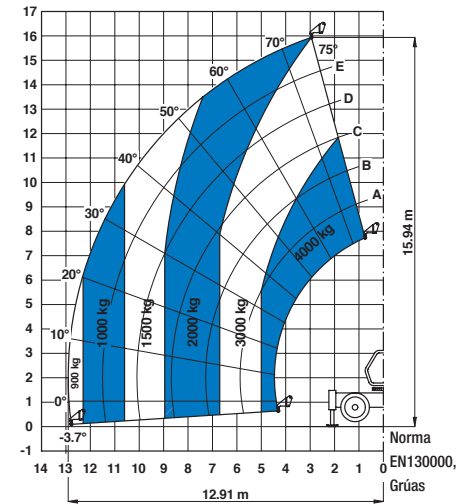 17
16
15
14
13
12
11
10
9
8
7
6
5
4
3
2
1
0
-1
75°
70°
60°
50°
40°
30°
20°
10°
0°
-3.7°
E
D
C
B
A
900 kg
1000 kg
1500 kg
2000 kg
3000 kg
4000 kg
15.94 m
14 13 12 11 10 9 8 7 6 5 4 3 2 1 0
12.91 m
Norma
EN130000,
Grúas